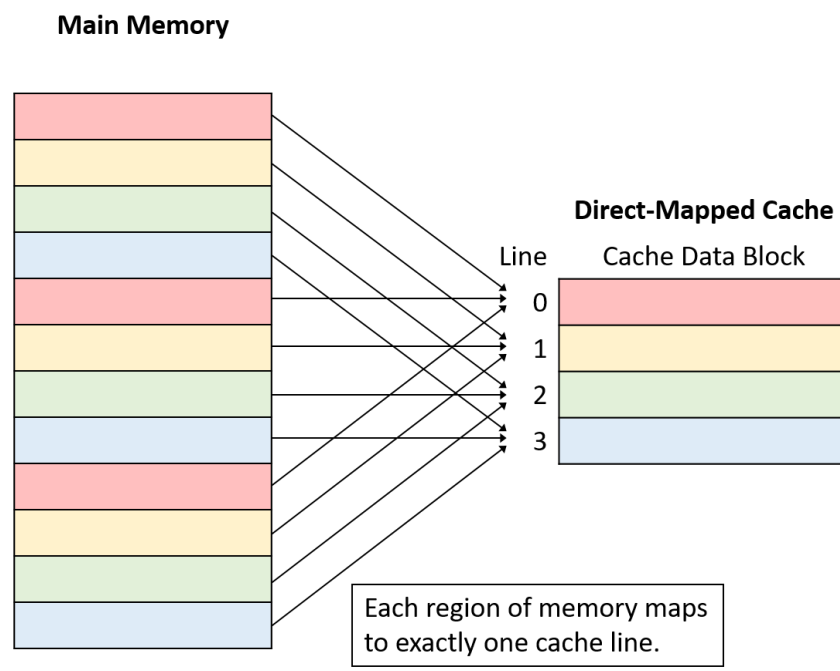 Main Memory
Direct-Mapped Cache
Line
Cache Data Block
0
1
2
3
Each region of memory maps
to exactly one cache line.